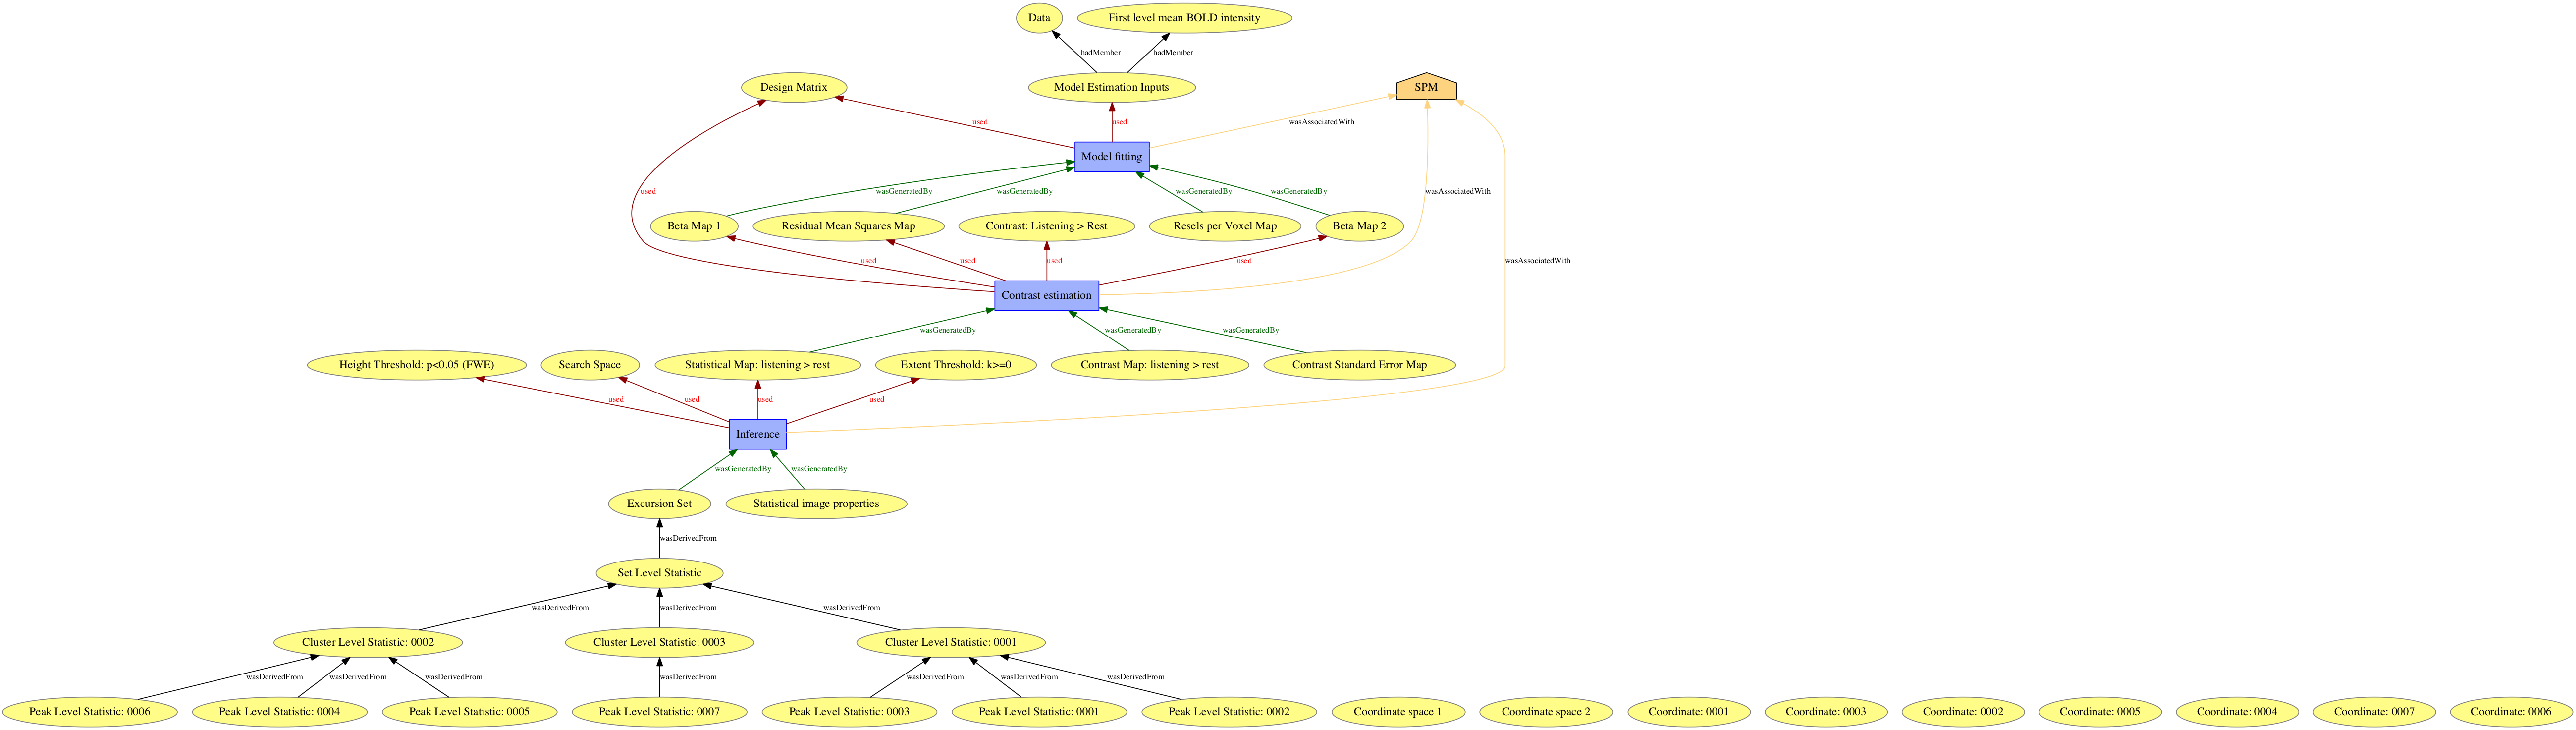 Data
First level mean BOLD intensity
hadMember
hadMember
Design Matrix
Model Estimation Inputs
SPM
used
used
wasAssociatedWith
Model fitting
used
wasGeneratedBy
wasGeneratedBy
wasGeneratedBy
wasGeneratedBy
wasAssociatedWith
Beta Map 1
Residual Mean Squares Map
Contrast: Listening > Rest
Resels per Voxel Map
Beta Map 2
used
used
used
used
wasAssociatedWith
Contrast estimation
wasGeneratedBy
wasGeneratedBy
wasGeneratedBy
Height Threshold: p<0.05 (FWE)
Search Space
Statistical Map: listening > rest
Extent Threshold: k>=0
Contrast Map: listening > rest
Contrast Standard Error Map
used
used
used
used
Inference
wasGeneratedBy
wasGeneratedBy
Excursion Set
Statistical image properties
wasDerivedFrom
Set Level Statistic
wasDerivedFrom
wasDerivedFrom
wasDerivedFrom
Cluster Level Statistic: 0002
Cluster Level Statistic: 0003
Cluster Level Statistic: 0001
wasDerivedFrom
wasDerivedFrom
wasDerivedFrom
wasDerivedFrom
wasDerivedFrom
wasDerivedFrom
wasDerivedFrom
Peak Level Statistic: 0006
Peak Level Statistic: 0004
Peak Level Statistic: 0005
Peak Level Statistic: 0007
Peak Level Statistic: 0003
Peak Level Statistic: 0001
Peak Level Statistic: 0002
Coordinate space 1
Coordinate space 2
Coordinate: 0001
Coordinate: 0003
Coordinate: 0002
Coordinate: 0005
Coordinate: 0004
Coordinate: 0007
Coordinate: 0006